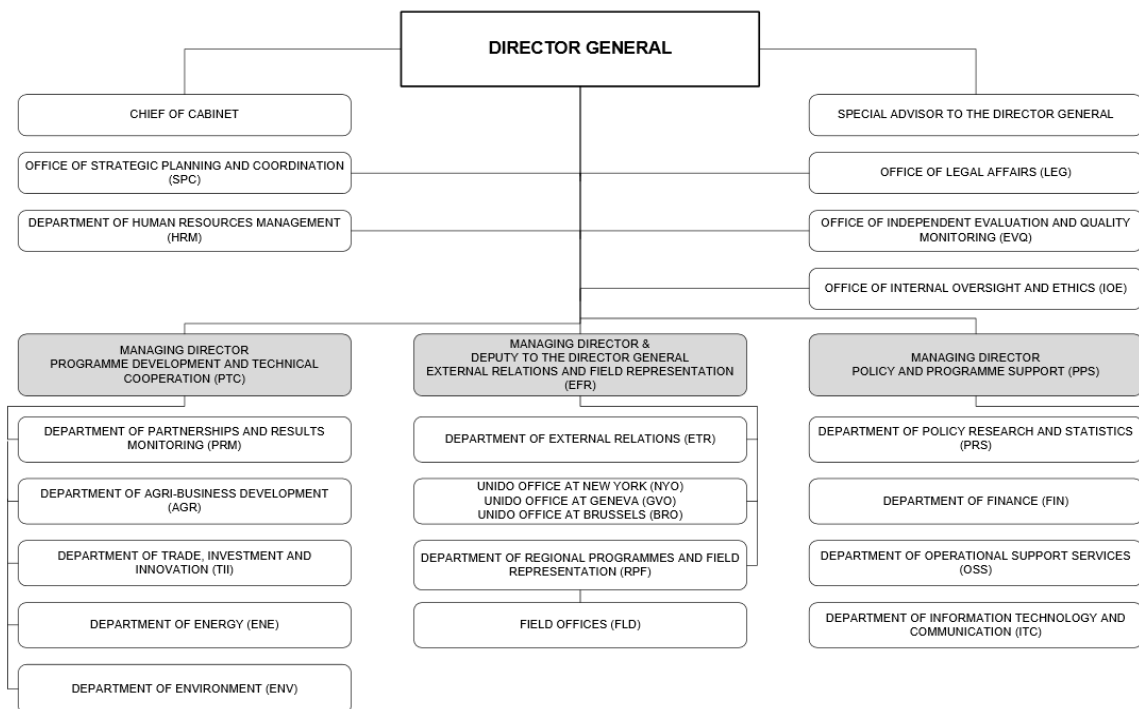 DIRECTOR GENERAL
CHIEF OF CABINET
SPECIAL ADVISOR TO THE DIRECTOR GENERAL
OFFICE OF STRATEGIC PLANNING AND COORDINATION
(SPC)
OFFICE OF LEGAL AFFAIRS (LEG)
DEPARTMENT OF HUMAN RESOURCES MANAGEMENT
(HRM)
OFFICE OF INDEPENDENT EVALUATION AND QUALITY
MONITORING (EVQ)
OFFICE OF INTERNAL OVERSIGHT AND ETHICS (IOE)
MANAGING DIRECTOR
PROGRAMME DEVELOPMENT AND TECHNICAL
COOPERATION (PTC)
MANAGING DIRECTOR &
DEPUTY TO THE DIRECTOR GENERAL
EXTERNAL RELATIONS AND FIELD REPRESENTATION
(EFR)
MANAGING DIRECTOR
POLICY AND PROGRAMME SUPPORT (PPS)
DEPARTMENT OF PARTNERSHIPS AND RESULTS
MONITORING (PRM)
DEPARTMENT OF EXTERNAL RELATIONS (ETR)
DEPARTMENT OF POLICY RESEARCH AND STATISTICS
(PRS)
DEPARTMENT OF AGRI-BUSINESS DEVELOPMENT
(AGR)
UNIDO OFFICE AT NEW YORK (NYO)
UNIDO OFFICE AT GENEVA (GVO)
UNIDO OFFICE AT BRUSSELS (BRO)
DEPARTMENT OF FINANCE (FIN)
DEPARTMENT OF TRADE, INVESTMENT AND
INNOVATION (TII)
DEPARTMENT OF REGIONAL PROGRAMMES AND FIELD
REPRESENTATION (RPF)
DEPARTMENT OF OPERATIONAL SUPPORT SERVICES
(OSS)
DEPARTMENT OF ENERGY (ENE)
FIELD OFFICES (FLD)
DEPARTMENT OF INFORMATION TECHNOLOGY AND
COMMUNICATION (ITC)
DEPARTMENT OF ENVIRONMENT (ENV)